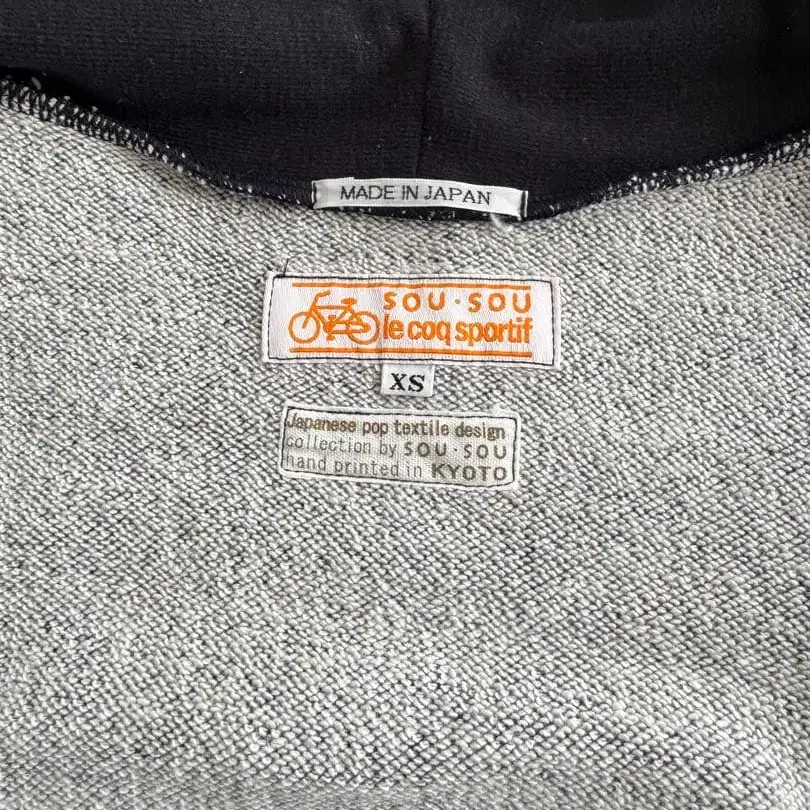 MADE IN JAPAN
SOU・SOU
le coq sportif
XS
Japanese pop textile design
collection by SOU・SOU
hand printed in KYOTO